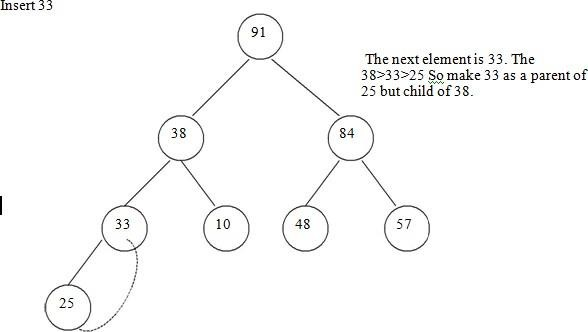 Insert 33
91
The next element is 33. The
38>33>25 So make 33 as a parent of
25 but child of 38.
38
84
33
10
48
57
25